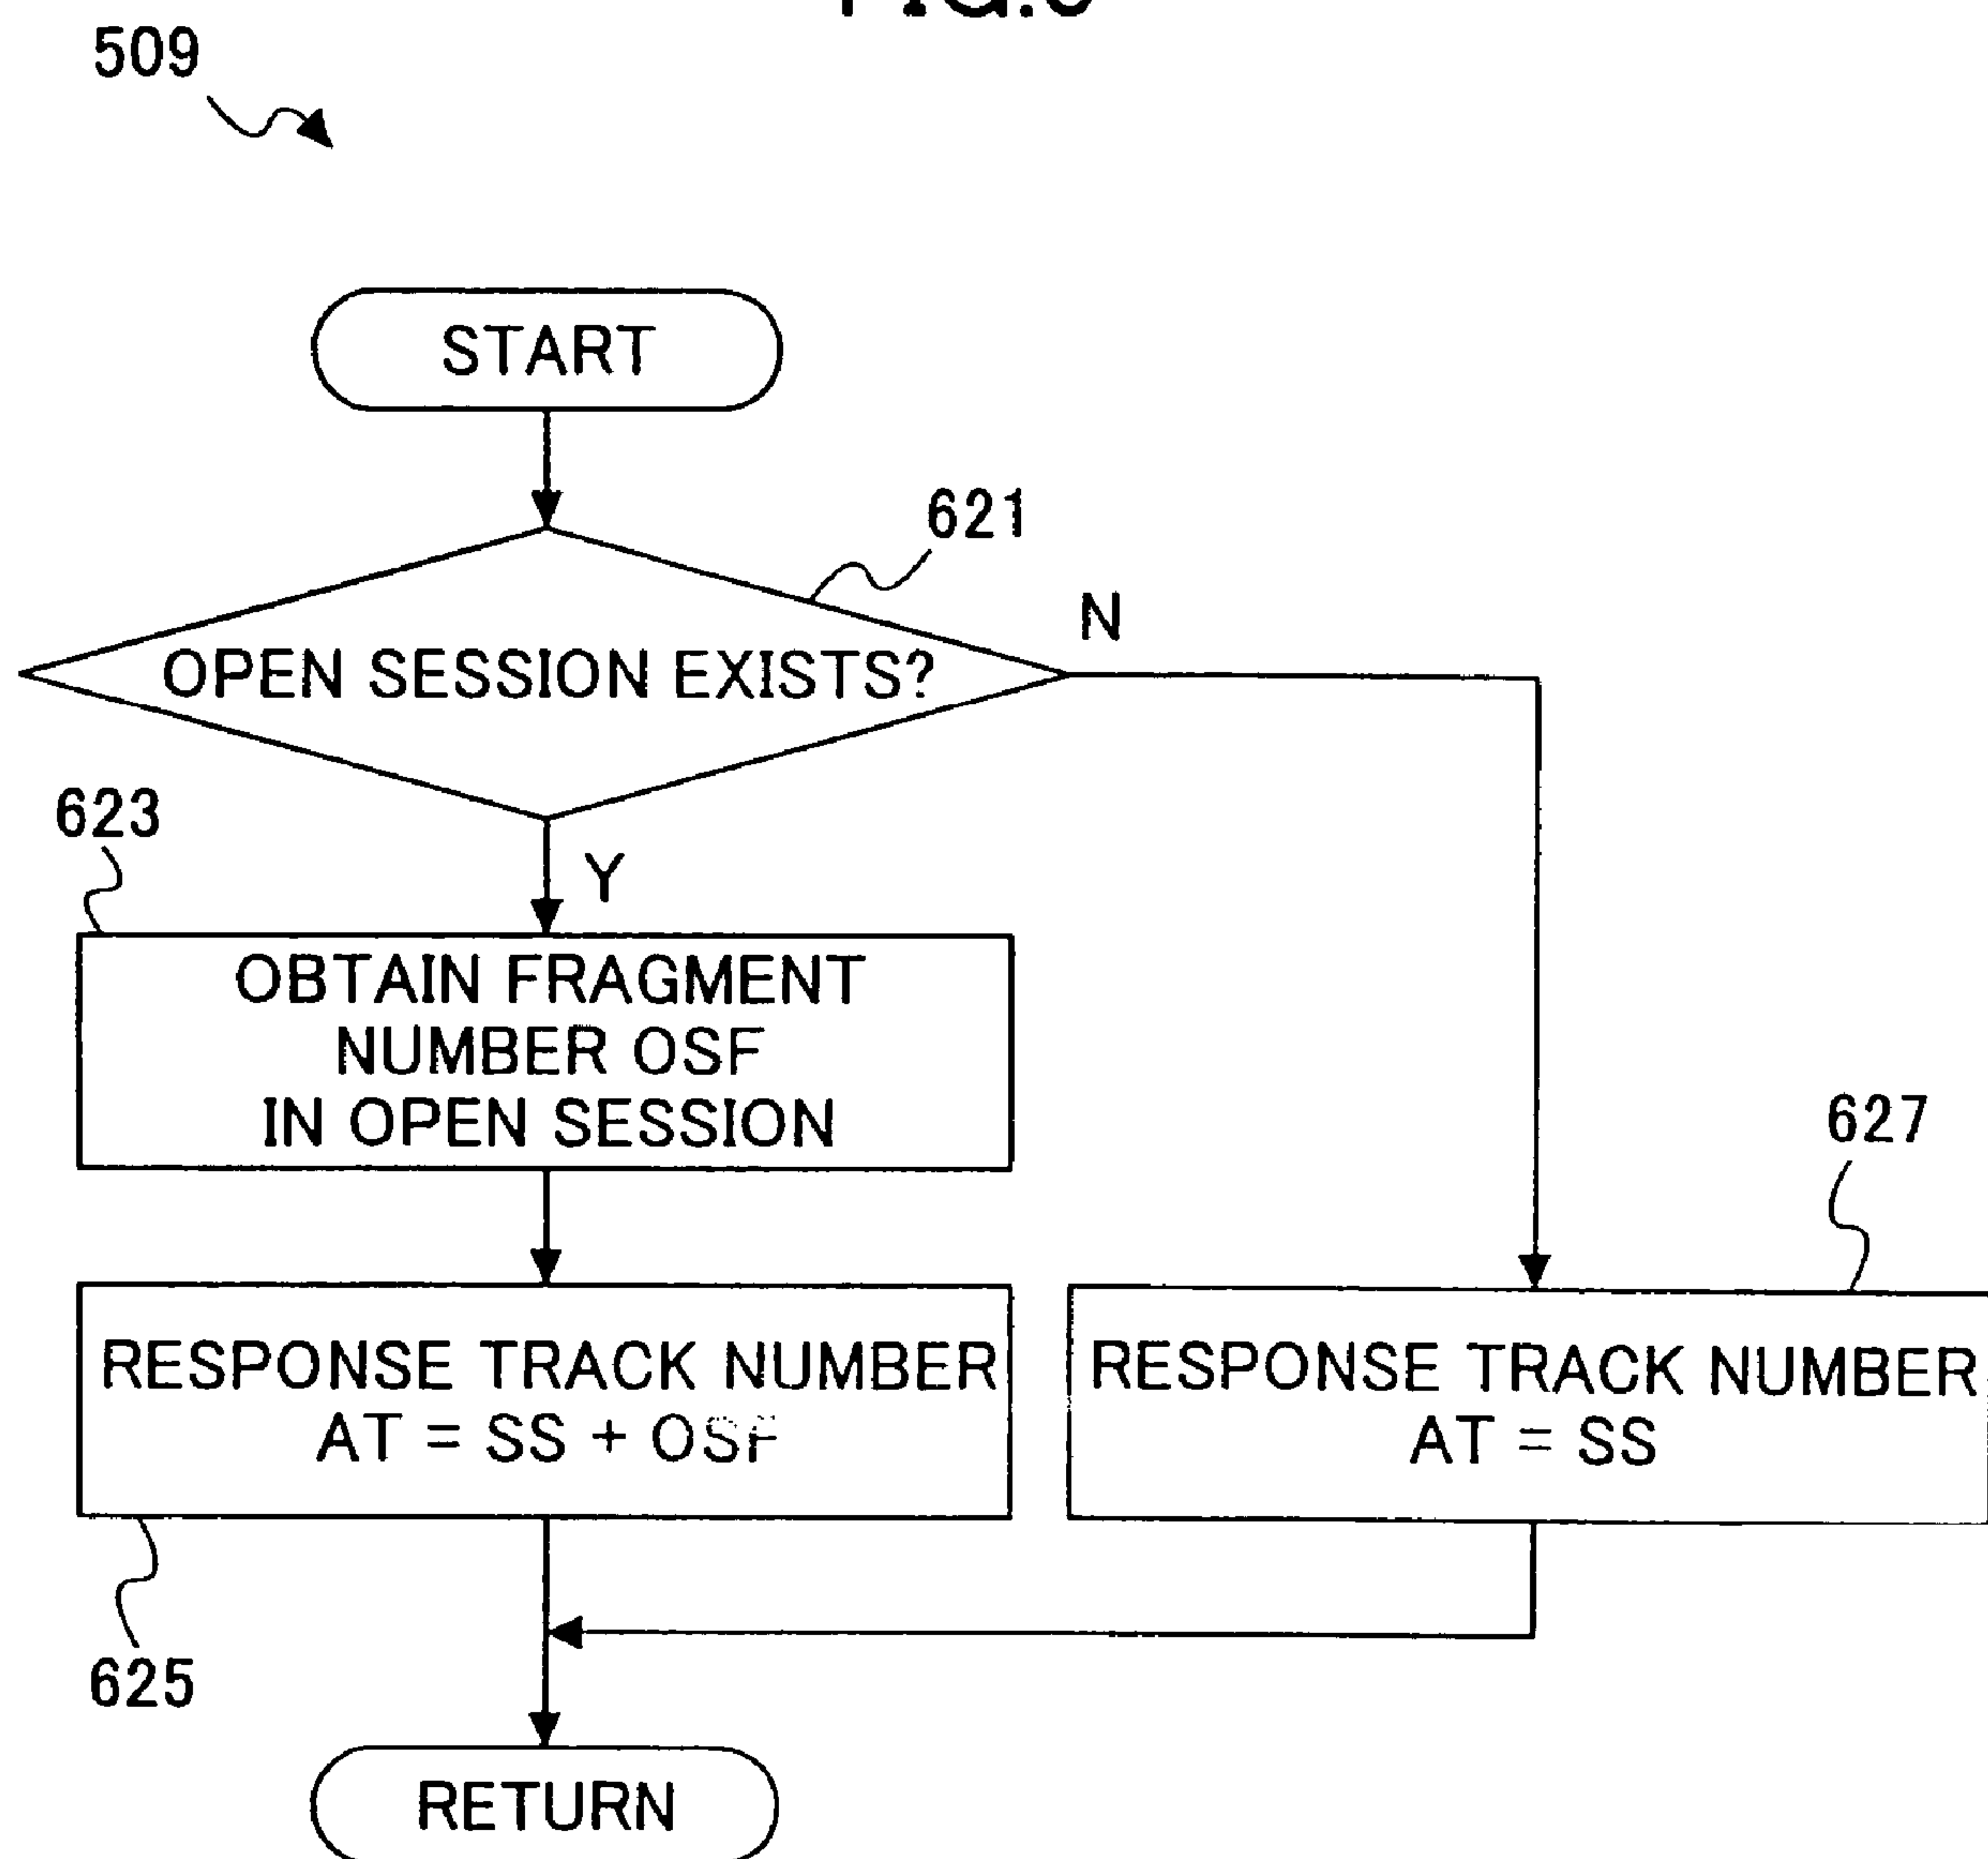 509
START
621
N
OPEN SESSION EXISTS?
623
Y
OBTAIN FRAGMENT
NUMBER OSF
IN OPEN SESSION
627
RESPONSE TRACK NUMBER
AT = SS + OSF
RESPONSE TRACK NUMBER
AT = SS
625
RETURN